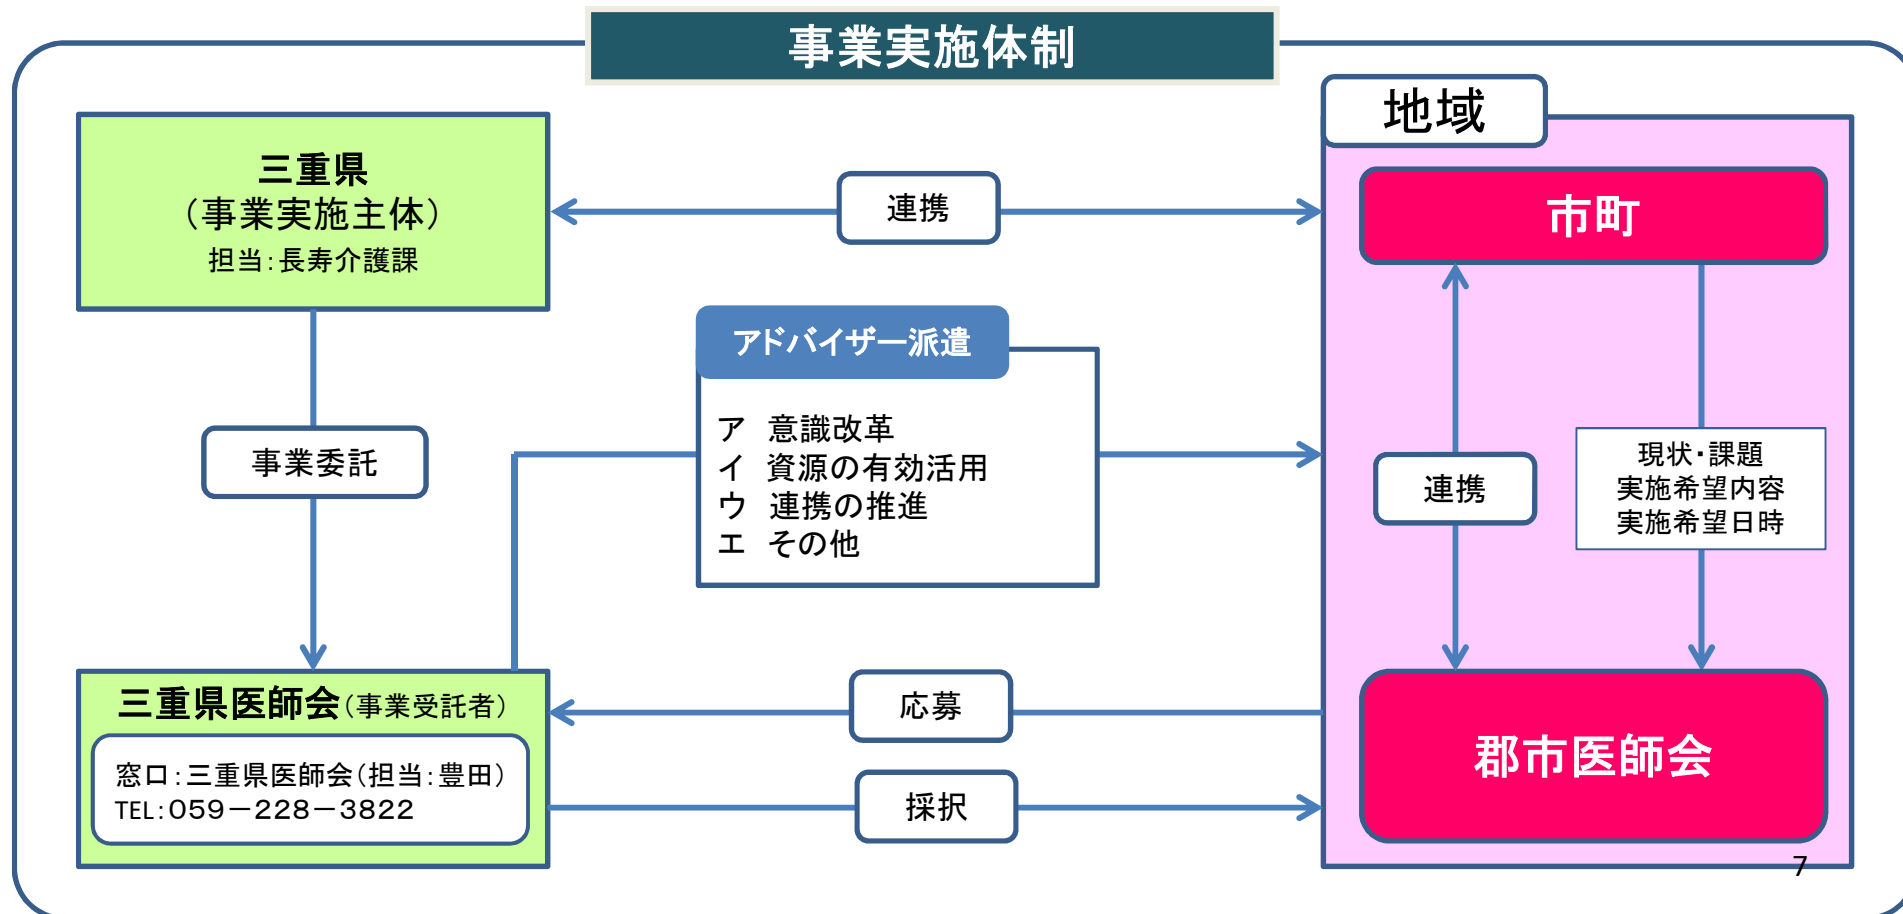 事業実施体制
三重県
（事業実施主体）
担当：長寿介護課
連携
地域
市町
アドバイザー派遣
ア　意識改革
イ　資源の有効活用
ウ　連携の推進
エ　その他
事業委託
連携
現状・課題
実施希望内容
実施希望日時
三重県医師会（事業受託者）
窓口：三重県医師会（担当：豊田）
TEL：059－228－3822
応募
採択
郡市医師会
7